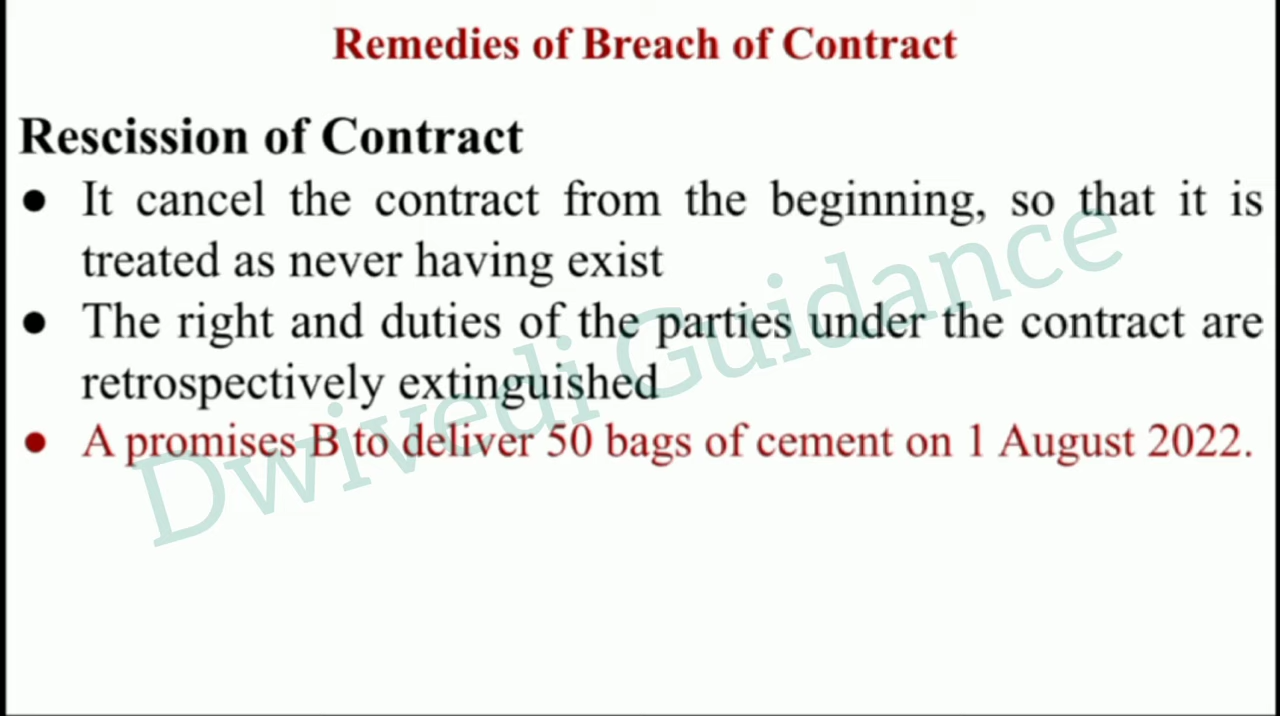 Remedies of Breach of Contract
Rescission of Contract
● It cancel the contract from the beginning, so that it is
treated as never having exist
● The right and duties of the parties under the contract are
retrospectively extinguished
● A promises B to deliver 50 bags of cement on 1 August 2022.
Dwivedi Guidance